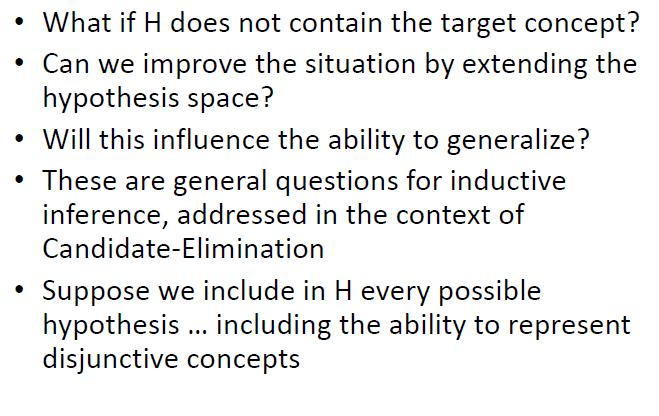 • What if H does not contain the target concept?
• Can we improve the situation by extending the
hypothesis space?
• Will this influence the ability to generalize?
• These are general questions for inductive
inference, addressed in the context of
Candidate-Elimination
• Suppose we include in H every possible
hypothesis … including the ability to represent
disjunctive concepts